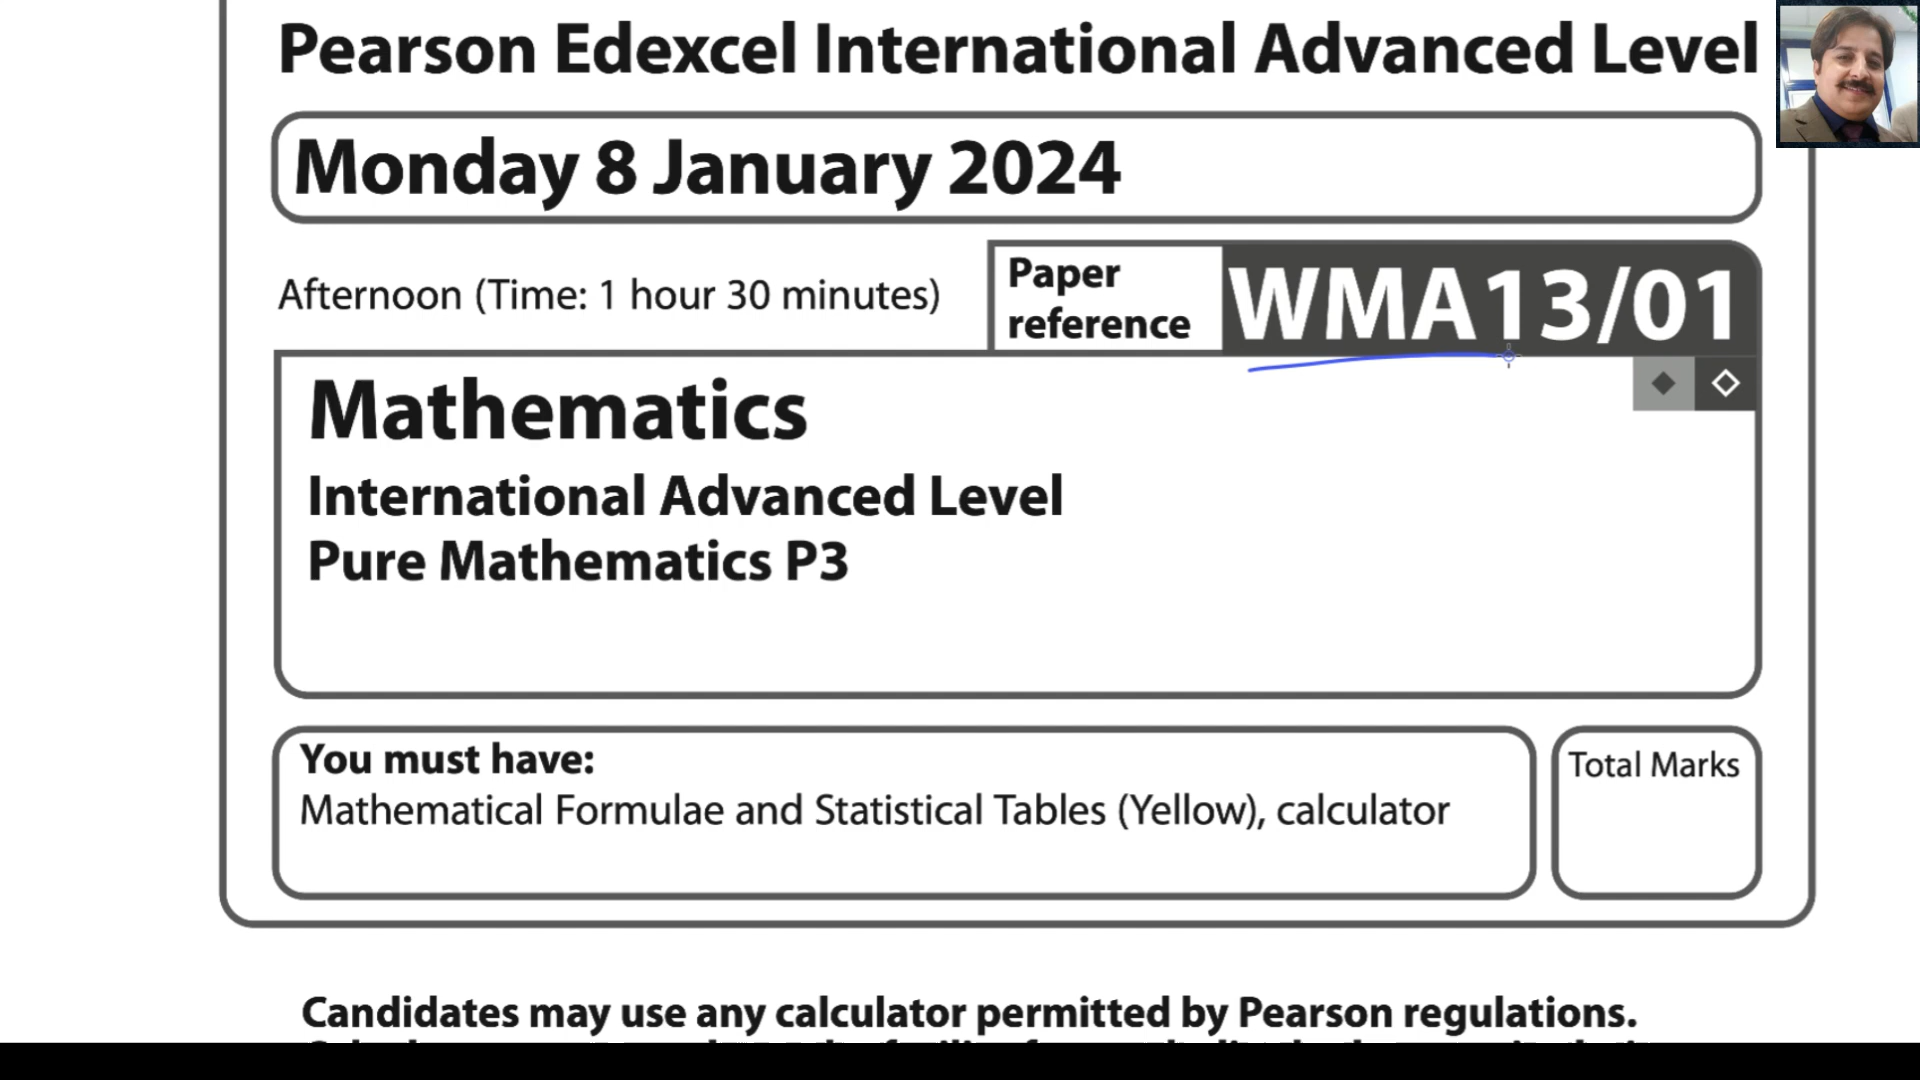 Pearson Edexcel International Advanced Level
Monday 8 January 2024
Afternoon (Time: 1 hour 30 minutes)
Paper
reference
WMA13/01
Mathematics
International Advanced Level
Pure Mathematics P3
You must have:
Mathematical Formulae and Statistical Tables (Yellow), calculator
Total Marks
Candidates may use any calculator permitted by Pearson regulations.